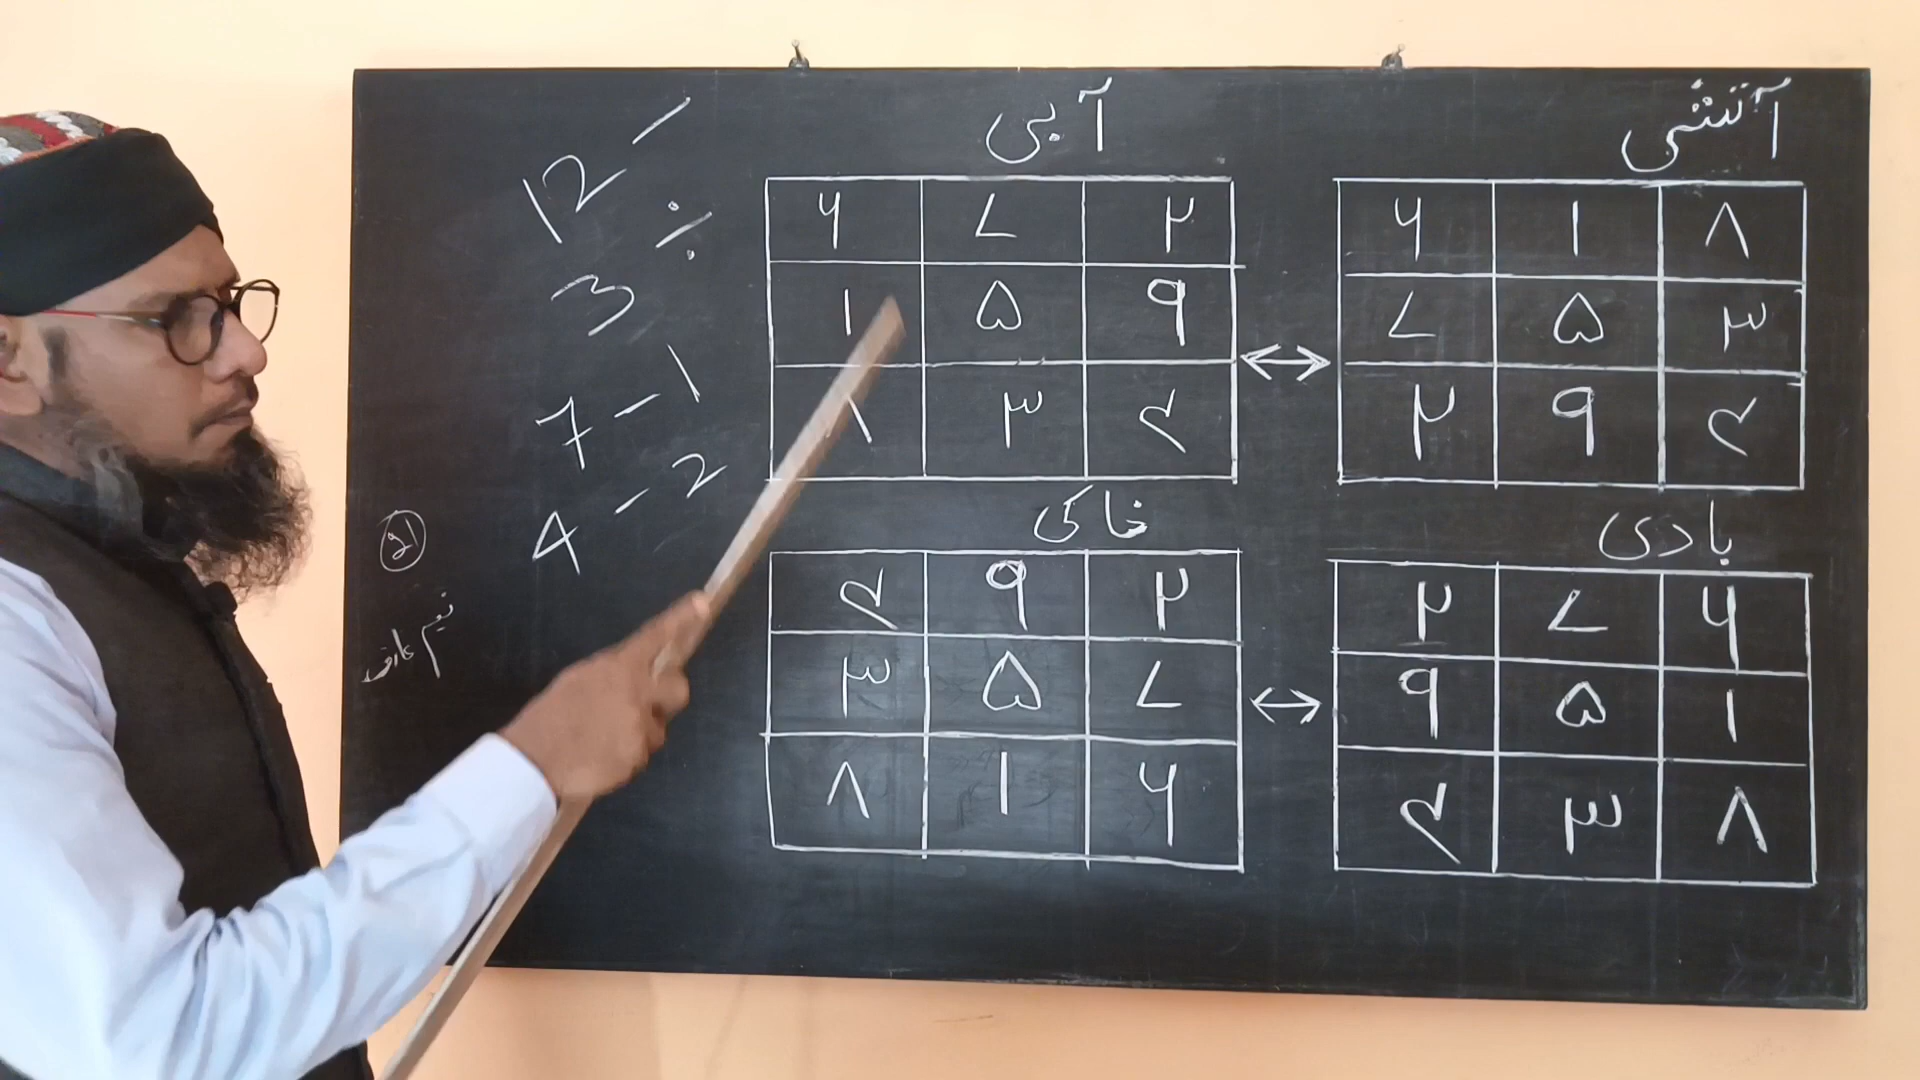 آتشی
۶ ۱ ۸
۷ ۵ ۳
۲ ۹ ۴
آبی
۶ ۷ ۲
۱ ۵ ۹
۸ ۳ ۴
بادی
۲ ۷ ۶
۹ ۵ ۱
۴ ۳ ۸
خاکی
۴ ۹ ۲
۳ ۵ ۷
۸ ۱ ۶
12 -
÷
3
7 - 1
4 - 2